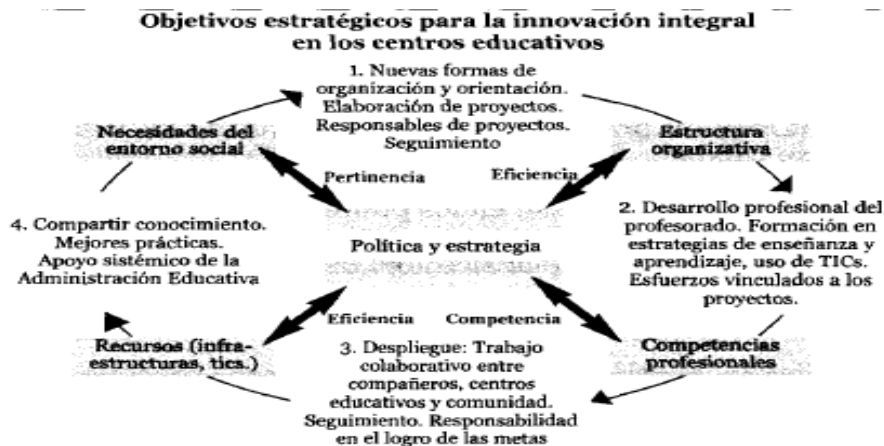 Objetivos estratégicos para la innovación integral
en los centros educativos
1. Nuevas formas de
organización y orientación.
Elaboración de proyectos.
Responsables de proyectos.
Seguimiento
Necesidades del
entorno social
Estructura
organizativa
Pertinencia
Eficiencia
4. Compartir conocimiento.
Mejores prácticas.
Apoyo sistémico de la
Administración Educativa
Política y estrategia
2. Desarrollo profesional del
profesorado. Formación en
estrategias de enseñanza y
aprendizaje, uso de TICs.
Esfuerzos vinculados a los
proyectos.
Eficiencia
Competencia
Recursos (infra-
estructuras, tics.)
Competencias
profesionales
3. Despliegue: Trabajo
colaborativo entre
compañeros, centros
educativos y comunidad.
Seguimiento. Responsabilidad
en el logro de las metas